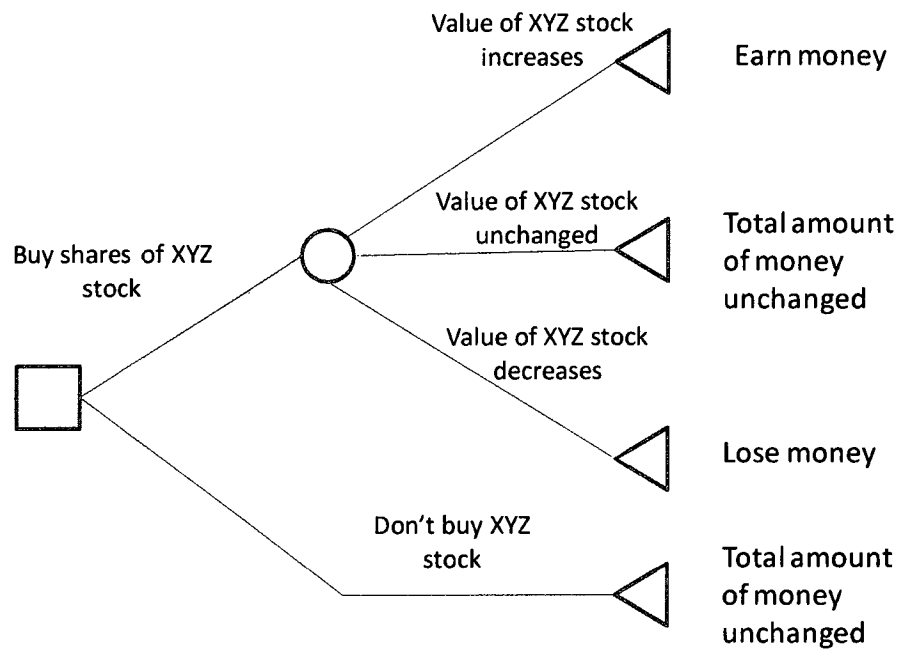 Value of XYZ stock
increases
Earn money
Value of XYZ stock
unchanged
Total amount
of money
unchanged
Buy shares of XYZ
stock
Value of XYZ stock
decreases
Lose money
Don't buy XYZ
stock
Total amount
of money
unchanged